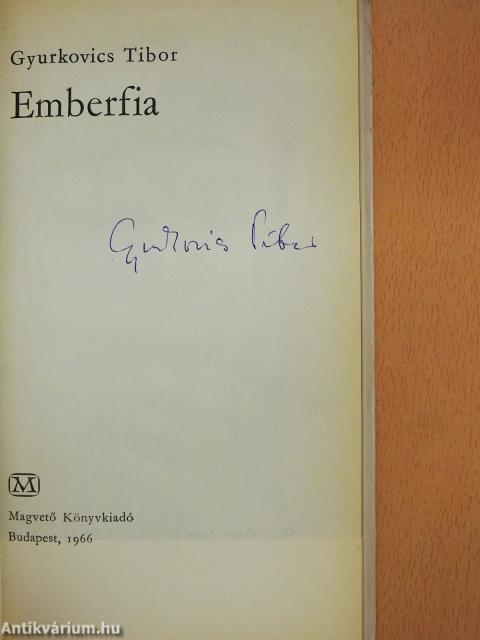 Gyurkovics Tibor
Emberfia
Gyurkovics Tibor
M
Magvető Könyvkiadó
Budapest, 1966
Antikvárium.hu